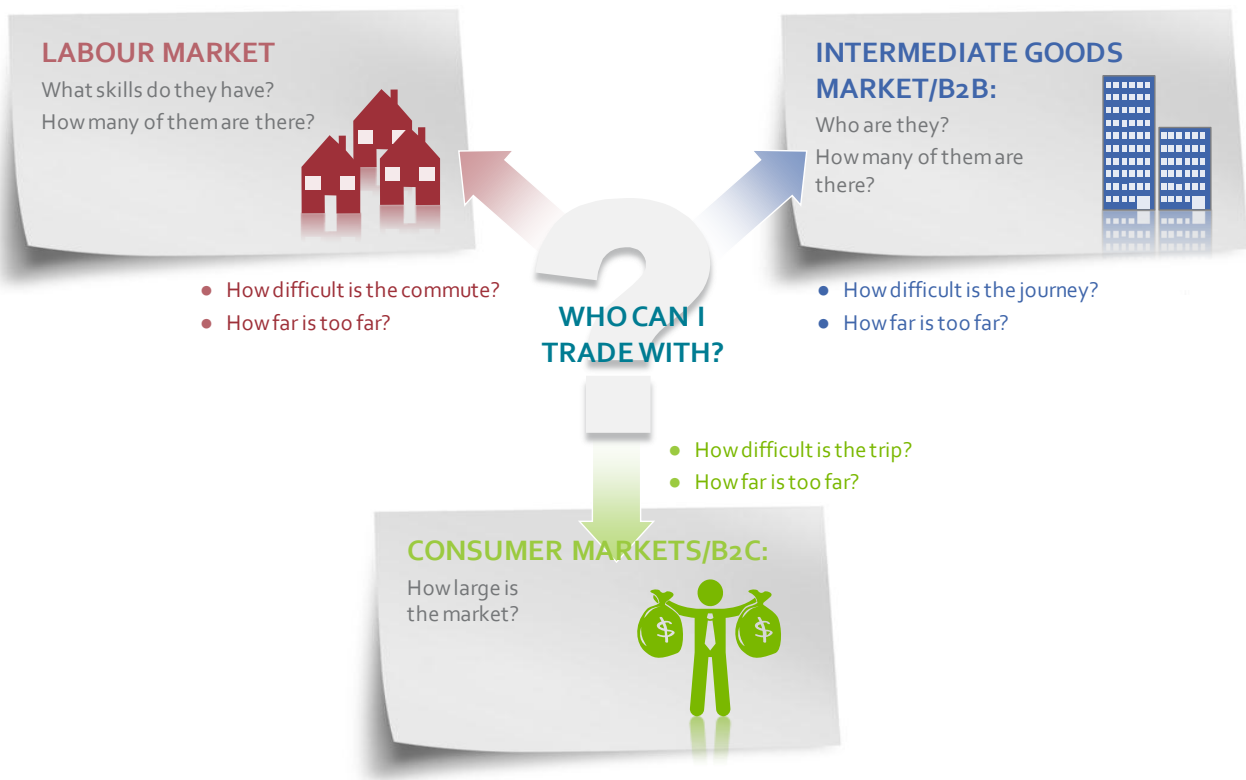 LABOUR MARKET
What skills do they have?
How many of them are there?
INTERMEDIATE GOODS
MARKET/B2B:
Who are they?
How many of them are
there?
● How difficult is the commute?
● How far is too far?
?
WHO CAN I
TRADE WITH?
● How difficult is the journey?
● How far is too far?
● How difficult is the trip?
● How far is too far?
CONSUMER MARKETS/B2C:
How large is
the market?
$ $